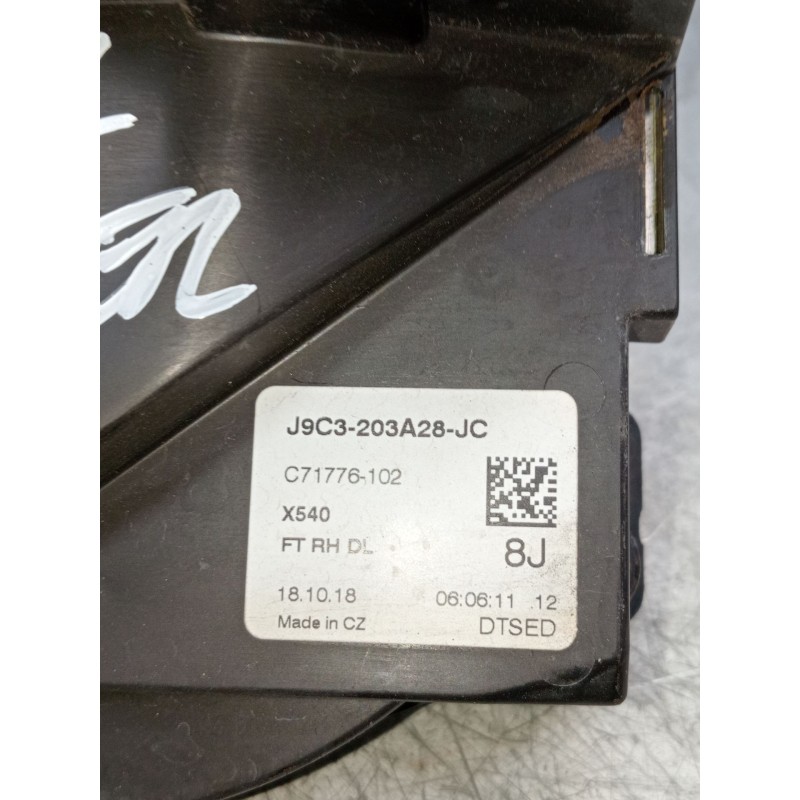 J9C3-203A28-JC
C71776-102
X540
FT RH DL
8J
18.10.18 06:06:11 .12
Made in CZ DTSED